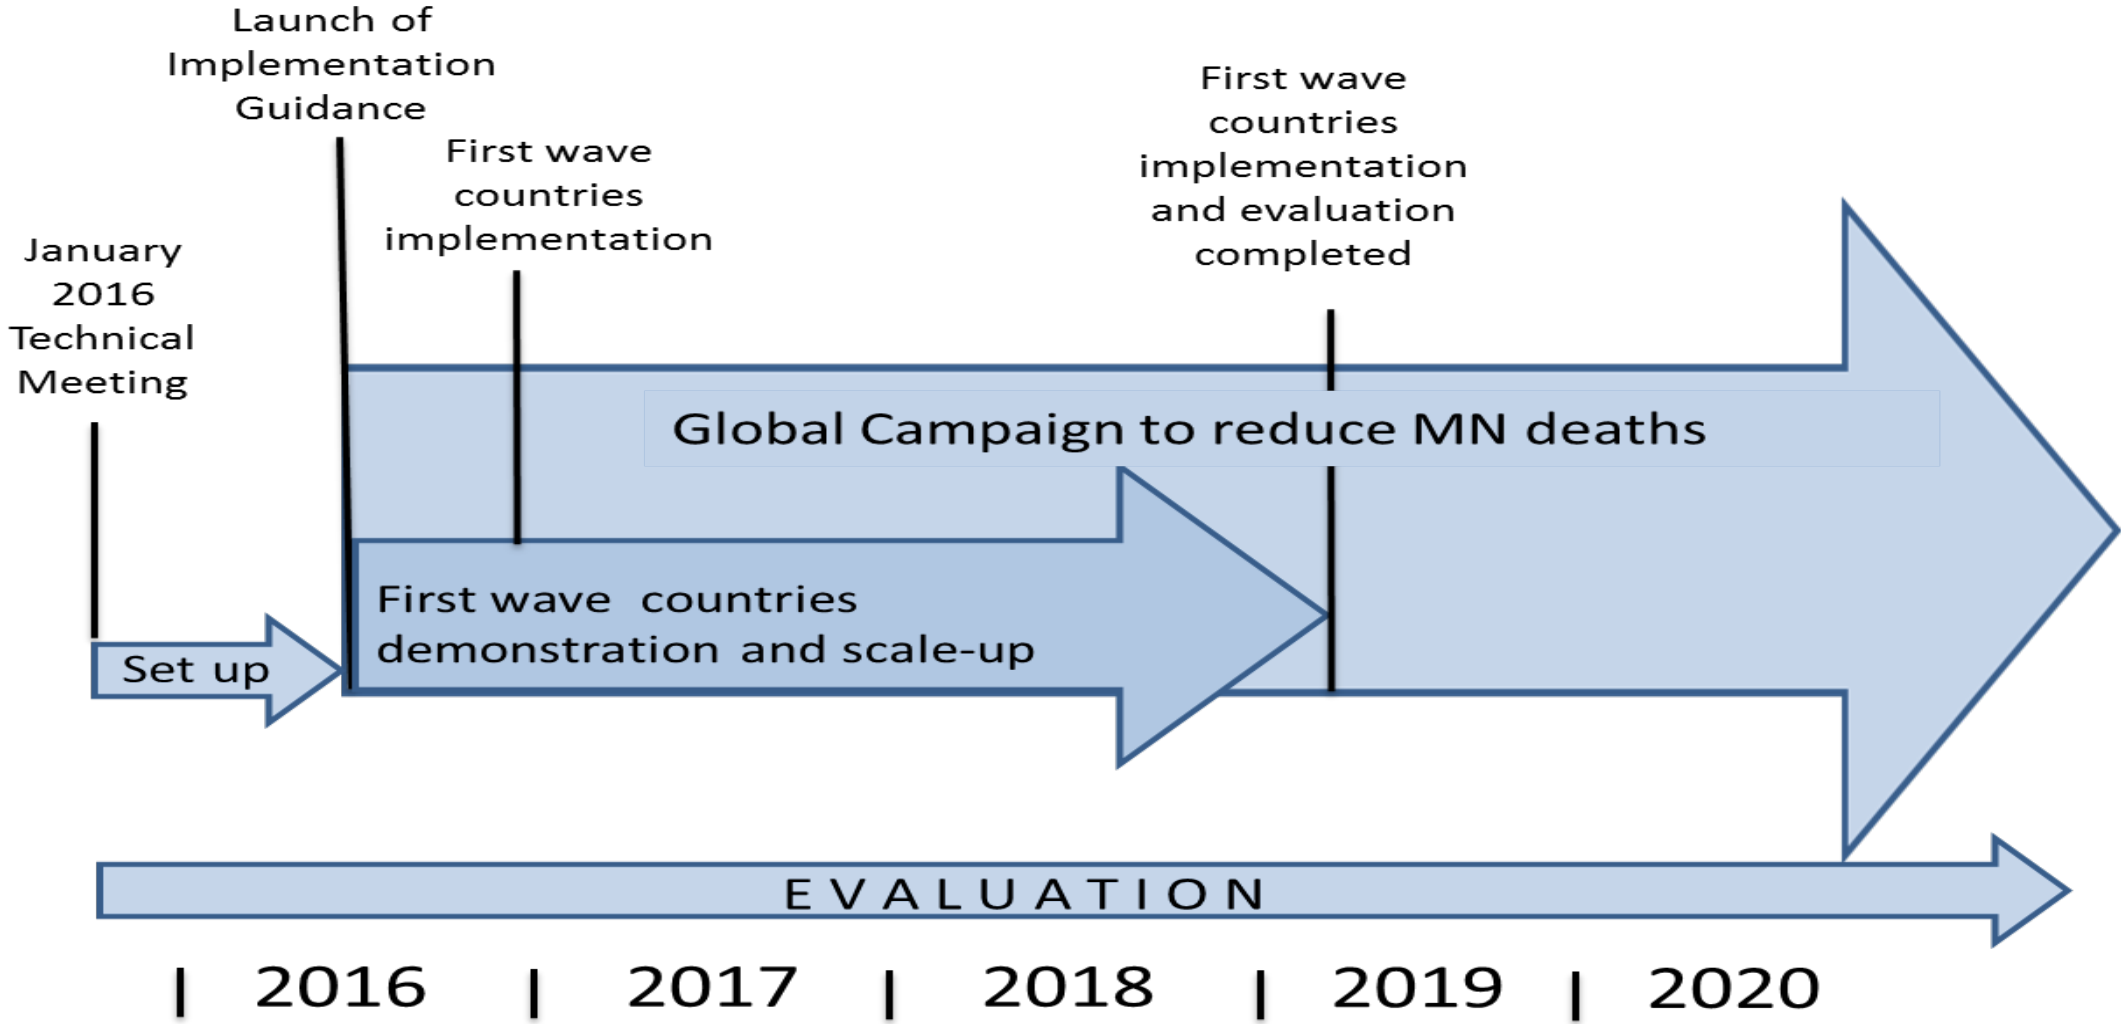 Launch of
Implementation
Guidance
First wave
countries
implementation
First wave
countries
implementation
and evaluation
completed
January
2016
Technical
Meeting
Global Campaign to reduce MN deaths
First wave countries
demonstration and scale-up
Set up
EVALUATION
2016 2017 2018 2019 2020